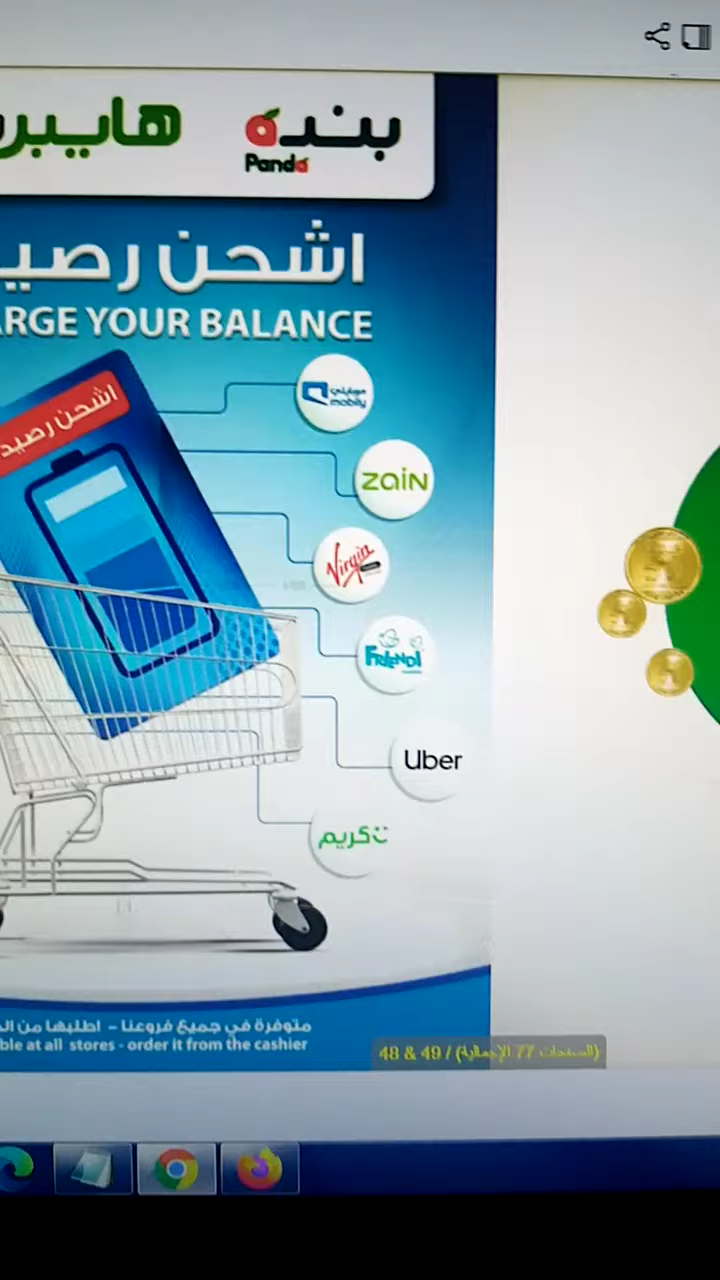 هايبر
بنده
Panda
اشحن رصي
ARGE YOUR BALANCE
اشحن رصيد
موبايلي
mobily
ZaiN
Virgin
FRiENDi
Uber
كريم
متوفرة في جميع فروعنا - اطلبها من ال
ble at all stores - order it from the cashier
48 & 49 / (الصفحات 77 الإجمالية)